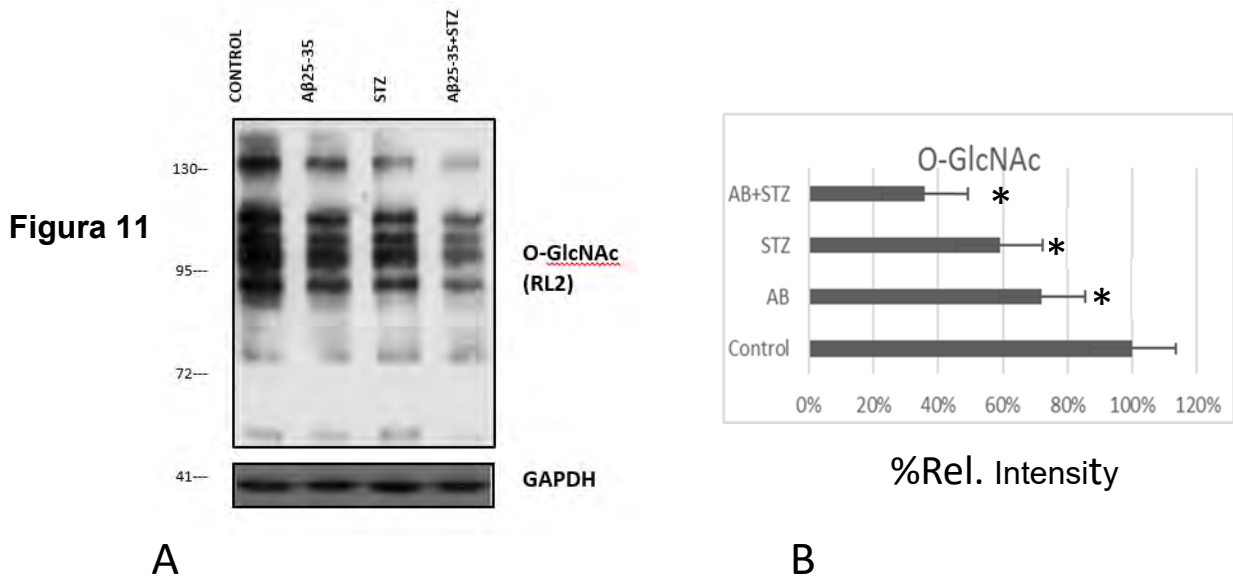 Figura 11
CONTROL
Aβ25-35
STZ
Aβ25-35+STZ
130--
95---
72---
41---
O-GlcNAc
(RL2)
GAPDH
A
O-GlcNAc
AB+STZ
*
STZ
*
AB
*
Control
0% 20% 40% 60% 80% 100% 120%
%Rel. Intensity
B